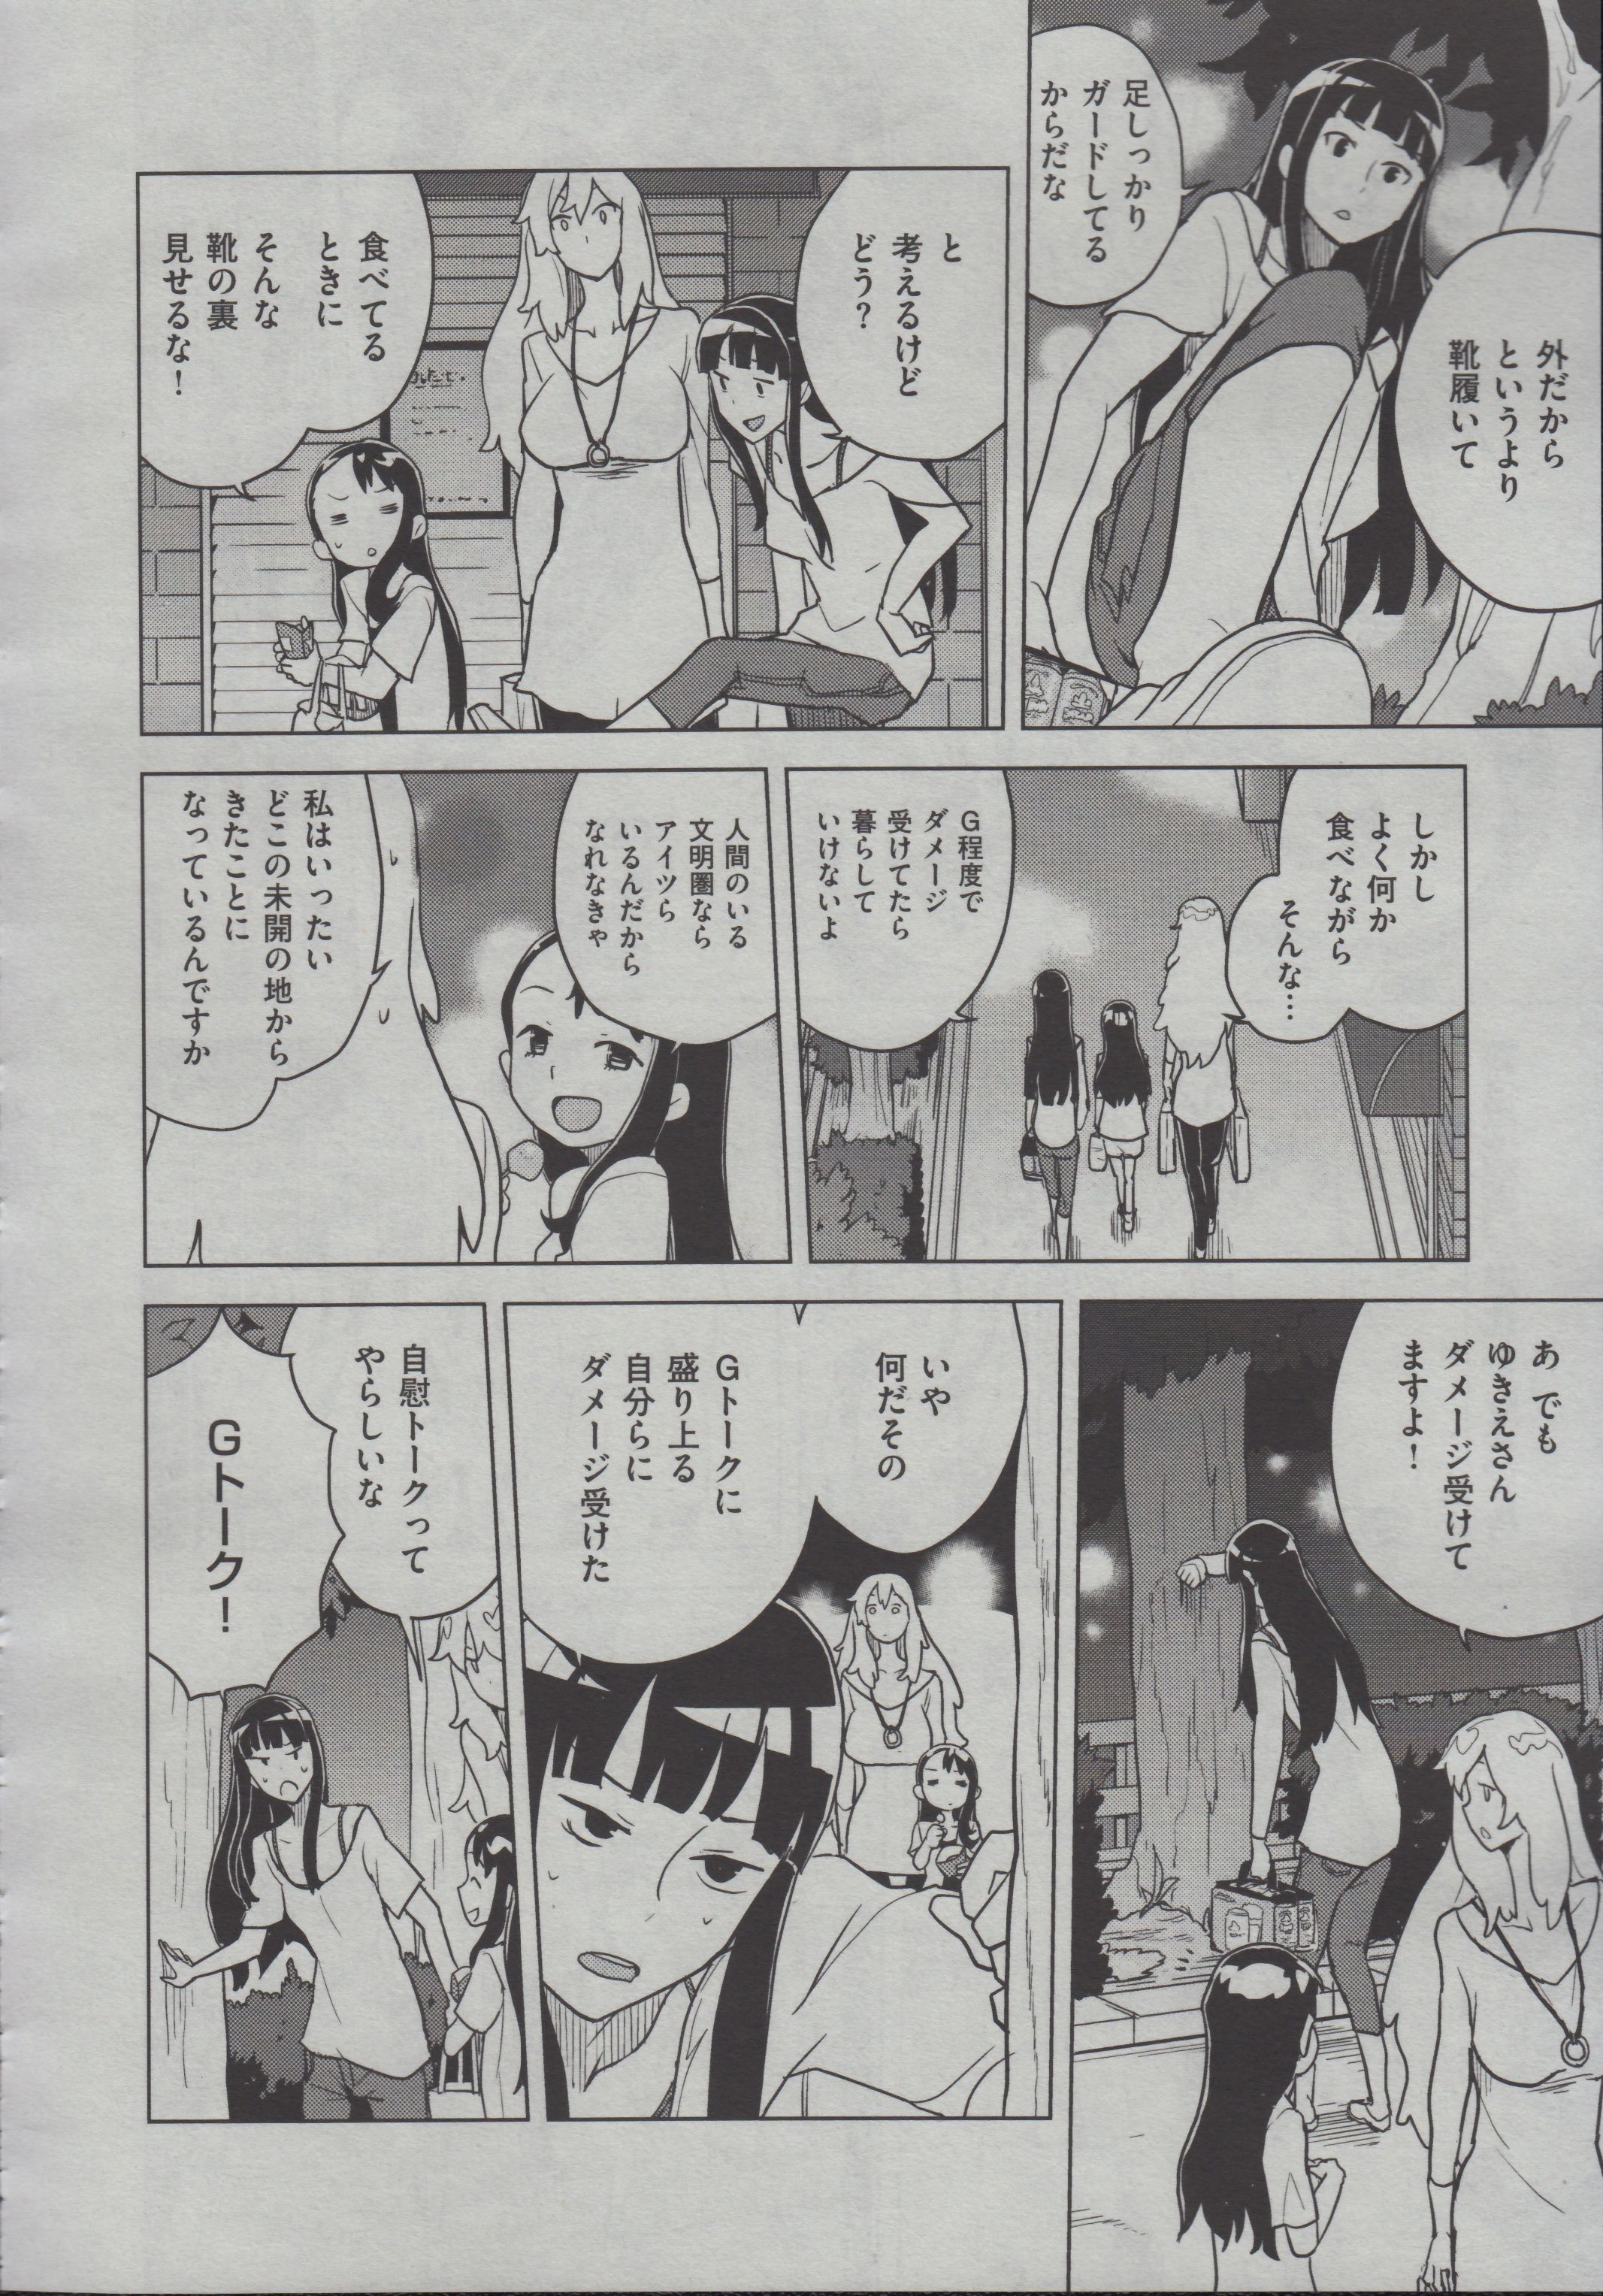 外だから
というより
靴履いて
足しっかり
ガードしてる
からだな
と
考えるけど
どう？
食べてる
ときに
そんな
靴の裏
見せるな！
しかし
よく何か
食べながら
そんな…
G程度で
ダメージ
受けてたら
暮らして
いけないよ
人間のいる
文明圏なら
アイツら
いるんだから
なれなきゃ
私はいったい
どこの未開の地から
きたことに
なっているんですか
あ でも
ゆきえさん
ダメージ受けて
ますよ！
いや
何だその
Gトークに
盛り上る
自分らに
ダメージ受けた
自慰トークって
やらしいな
Gトーク！